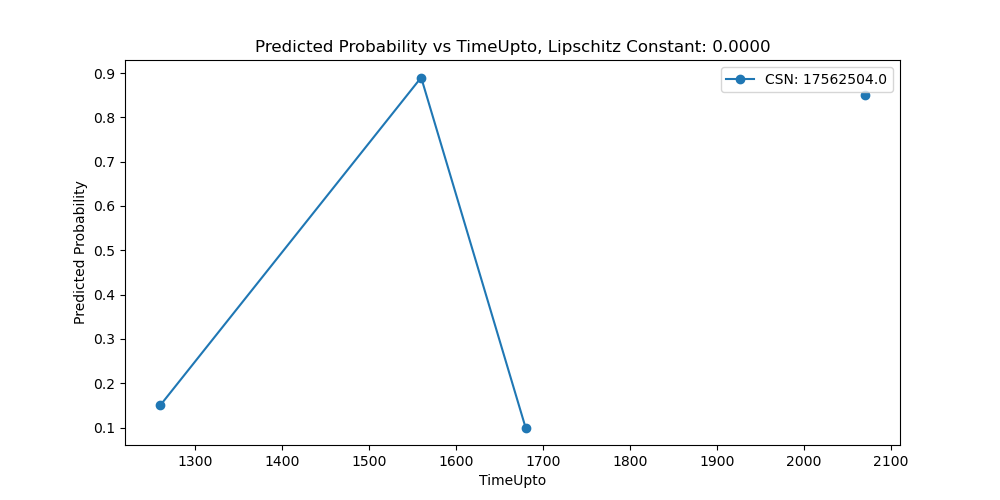 Predicted Probability vs TimeUpto, Lipschitz Constant: 0.0000
CSN: 17562504.0
Predicted Probability
0.9
0.8
0.7
0.6
0.5
0.4
0.3
0.2
0.1
1300 1400 1500 1600 1700 1800 1900 2000 2100
TimeUpto